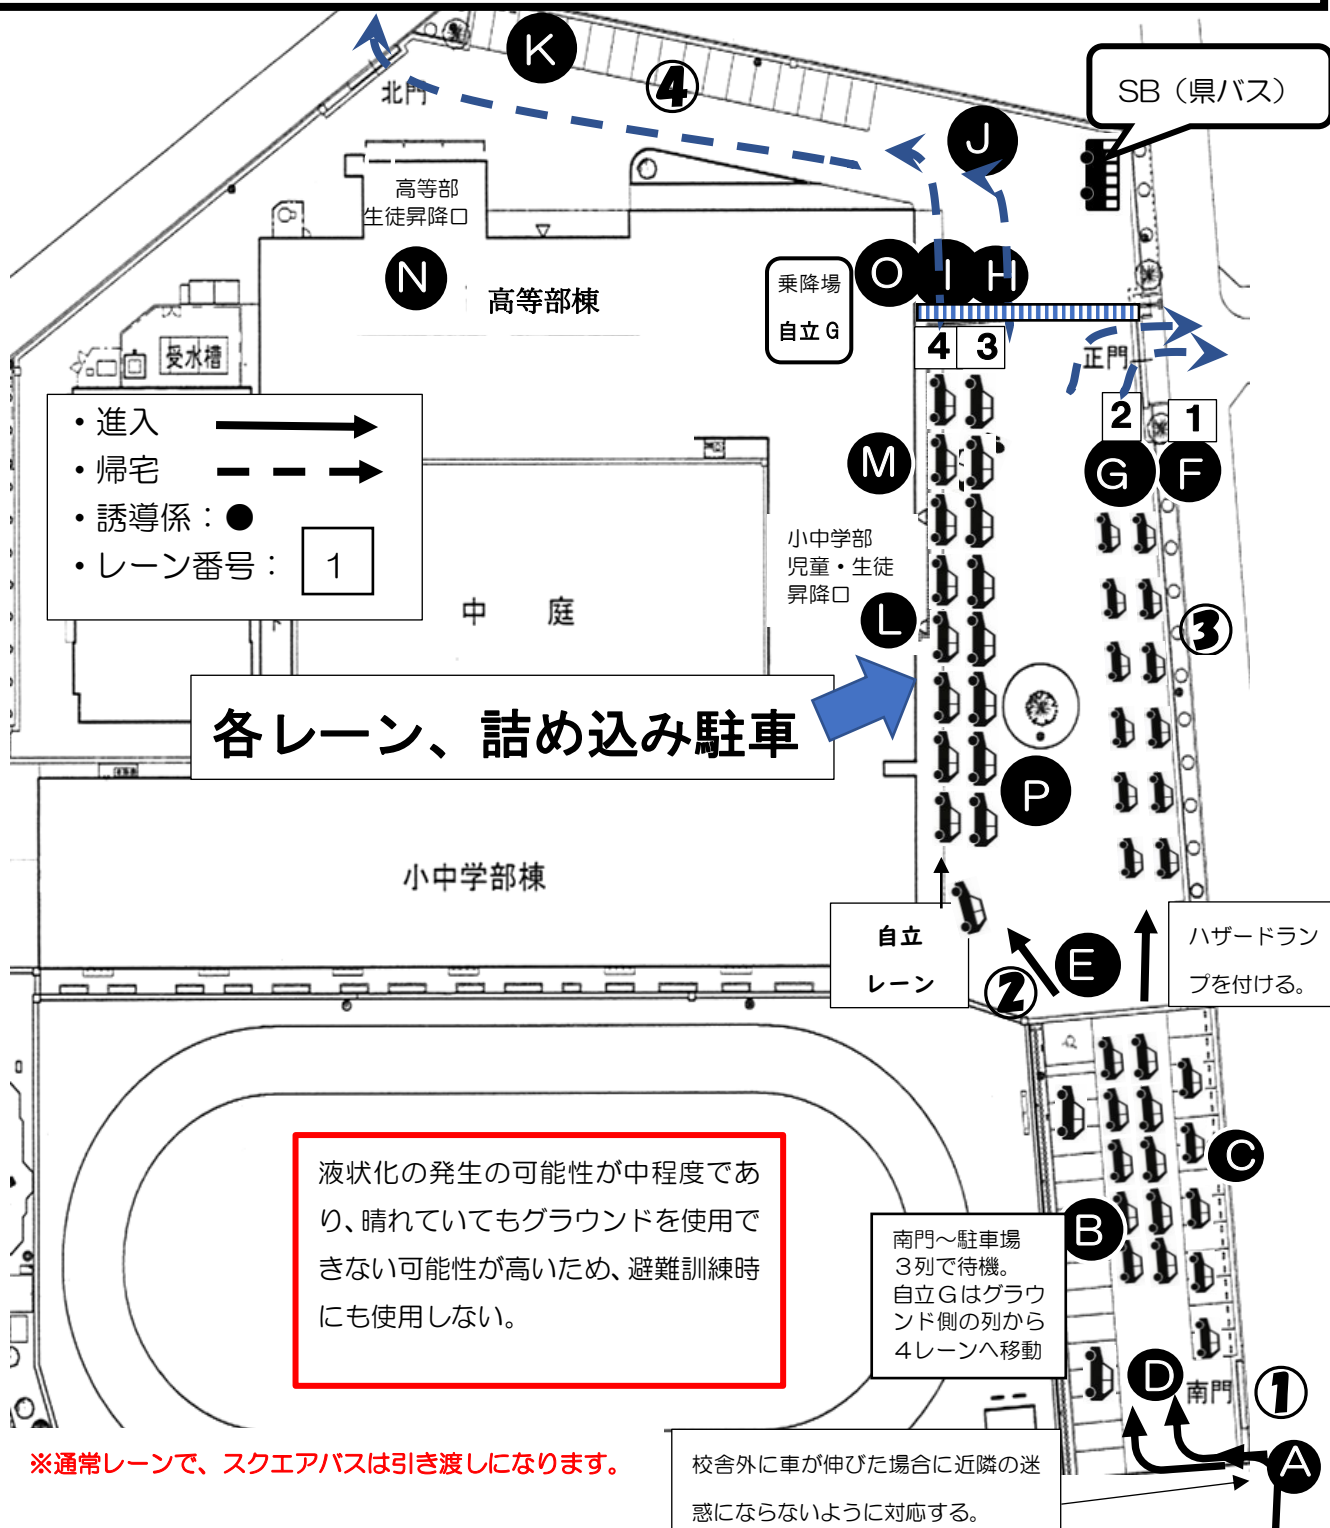 K
④
北門
SB（県バス）
J
高等部
生徒昇降口
N
高等部棟
乗降場
自立G
O
I
H
受水槽
4
3
正門
2
1
・進入
・帰宅
・誘導係：●
・レーン番号：
1
M
G
F
小中学部
児童・生徒
昇降口
L
中　庭
③
各レーン、詰め込み駐車
P
小中学部棟
自立
レーン
②
E
ハザードラン
プを付ける。
液状化の発生の可能性が中程度であ
り、晴れていてもグラウンドを使用で
きない可能性が高いため、避難訓練時
にも使用しない。
C
B
南門～駐車場
３列で待機。
自立Ｇはグラウ
ンド側の列から
４レーンへ移動
D
南門
①
※通常レーンで、スクエアバスは引き渡しになります。
A
校舎外に車が伸びた場合に近隣の迷
惑にならないように対応する。